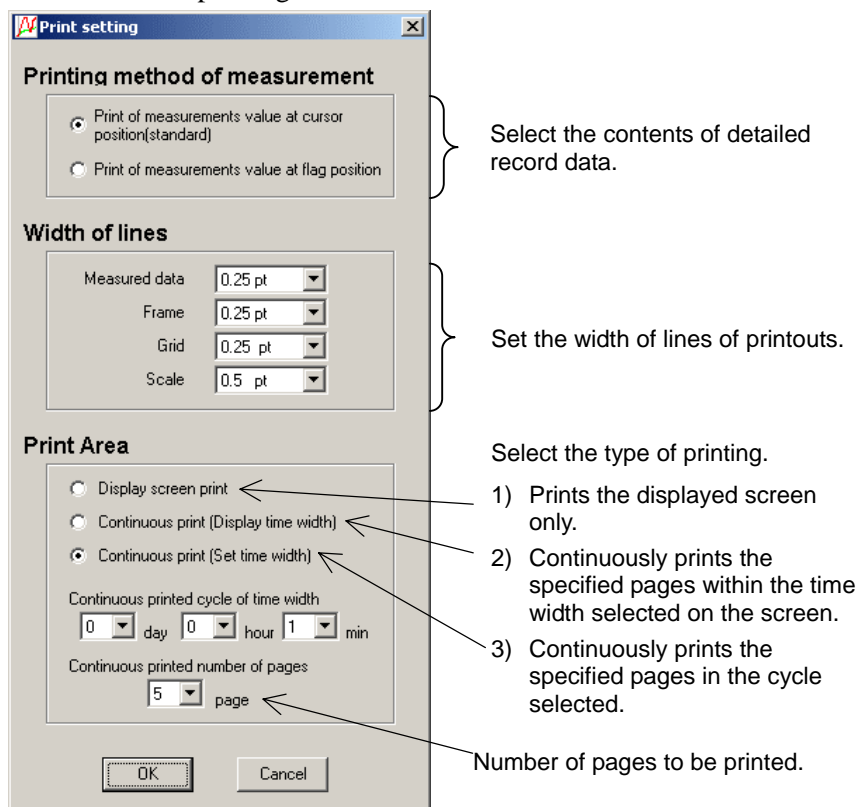 Print setting
Printing method of measurement
Print of measurements value at cursor
position(standard)
Print of measurements value at flag position
Select the contents of detailed
record data.
Width of lines
Measured data 0.25 pt
Frame 0.25 pt
Grid 0.25 pt
Scale 0.5 pt
Set the width of lines of printouts.
Print Area
Display screen print
Continuous print (Display time width)
Continuous print (Set time width)
Continuous printed cycle of time width
0 day 0 hour 1 min
Continuous printed number of pages
5 page
OK Cancel
Select the type of printing.
1) Prints the displayed screen
only.
2) Continuously prints the
specified pages within the time
width selected on the screen.
3) Continuously prints the
specified pages in the cycle
selected.
Number of pages to be printed.